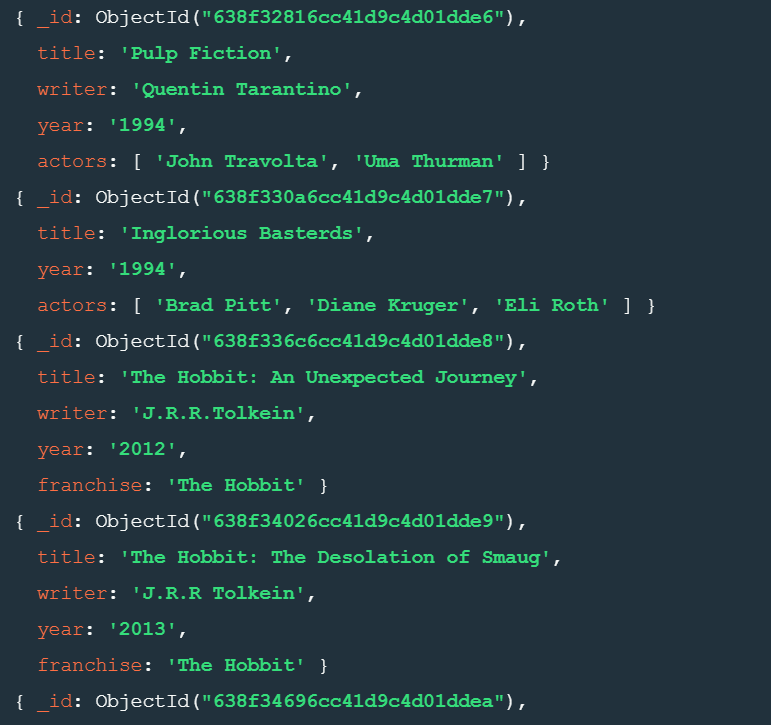 { _id: ObjectId("638f32816cc41d9c4d01dde6"),
  title: 'Pulp Fiction',
  writer: 'Quentin Tarantino',
  year: '1994',
  actors: [ 'John Travolta', 'Uma Thurman' ] }
{ _id: ObjectId("638f330a6cc41d9c4d01dde7"),
  title: 'Inglorious Basterds',
  year: '1994',
  actors: [ 'Brad Pitt', 'Diane Kruger', 'Eli Roth' ] }
{ _id: ObjectId("638f336c6cc41d9c4d01dde8"),
  title: 'The Hobbit: An Unexpected Journey',
  writer: 'J.R.R.Tolkein',
  year: '2012',
  franchise: 'The Hobbit' }
{ _id: ObjectId("638f34026cc41d9c4d01dde9"),
  title: 'The Hobbit: The Desolation of Smaug',
  writer: 'J.R.R Tolkein',
  year: '2013',
  franchise: 'The Hobbit' }
{ _id: ObjectId("638f34696cc41d9c4d01ddea"),